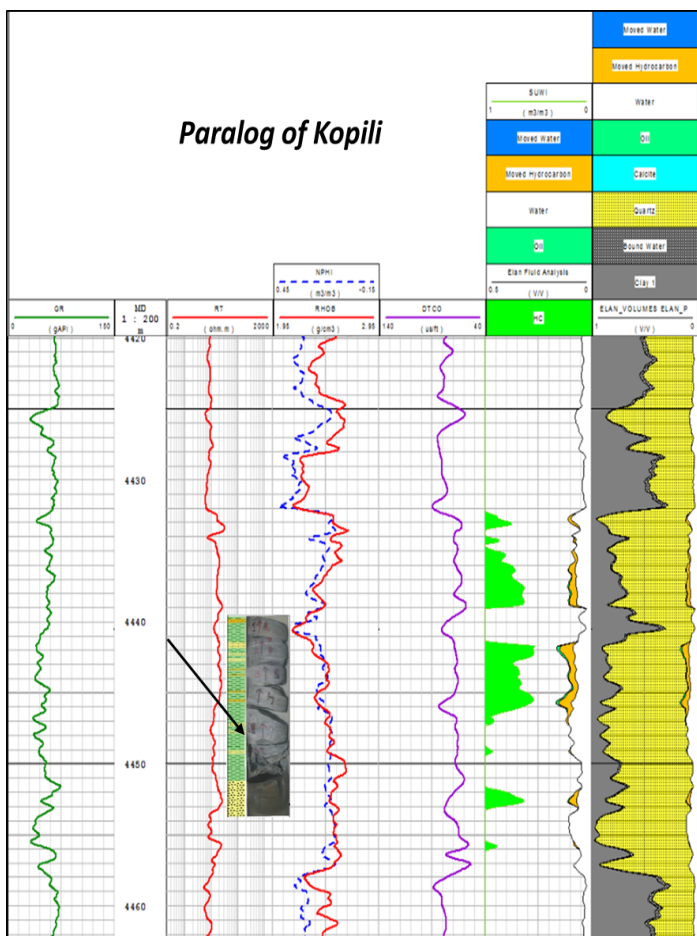 Paralog of Kopili
Moved Water
Moved Hydrocarbon
SUWI
1 ( m3/m3 ) 0
Water
Moved Water
Oil
Moved Hydrocarbon
Calcite
Water
Quartz
Oil
Bound Water
NPHI
0.45 ( m3/m3 ) -0.15
Elan Fluid Analysis
0.5 ( V/V ) 0
Clay 1
GR
0 ( gAPI ) 150
MD
1 : 200
m
RT
0.2 ( ohm.m ) 2000
RHOB
1.95 ( g/cm3 ) 2.95
DTCO
140 ( us/ft ) 40
HC
ELAN_VOLUMES ELAN_P
1 ( V/V ) 0
4420
4430
4440
4450
4460